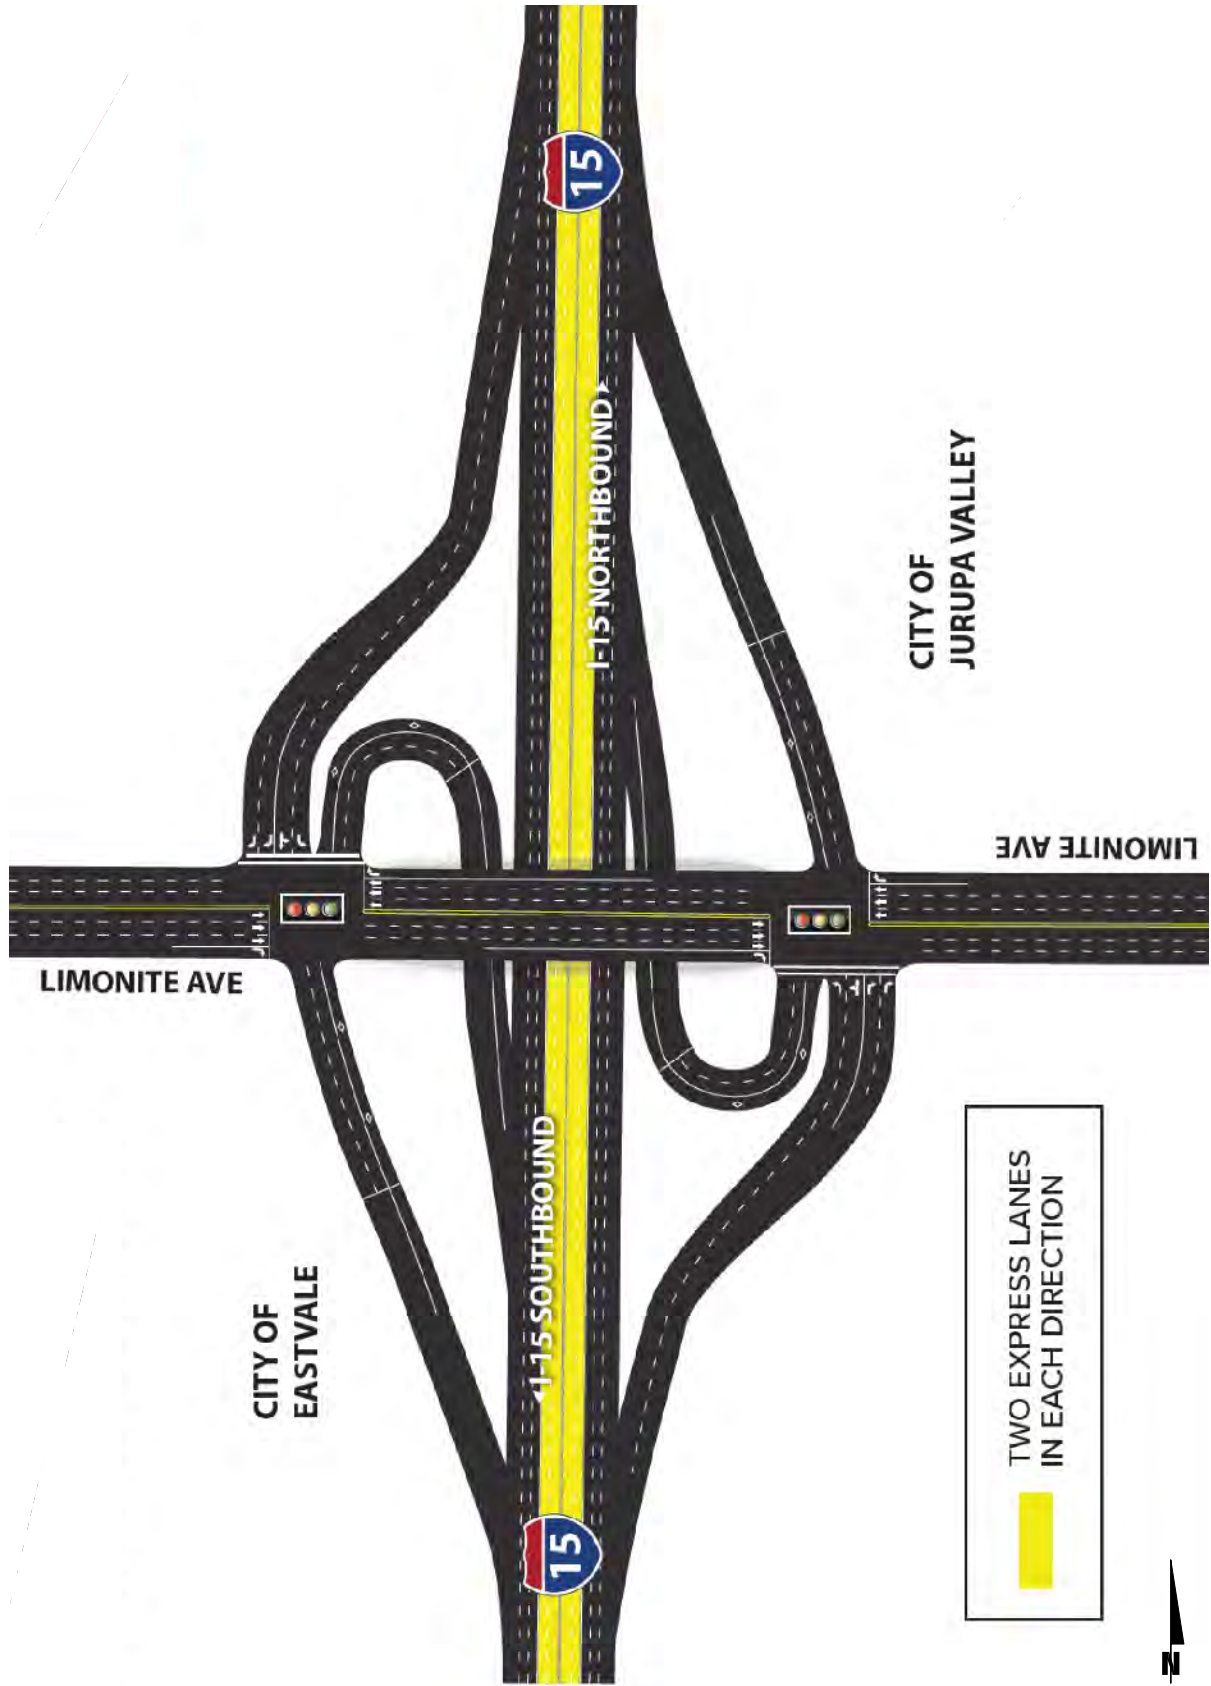 15
I-15 NORTHBOUND
CITY OF
JURUPA VALLEY
LIMONITE AVE
LIMONITE AVE
I-15 SOUTHBOUND
CITY OF
EASTVALE
TWO EXPRESS LANES
IN EACH DIRECTION
15
N